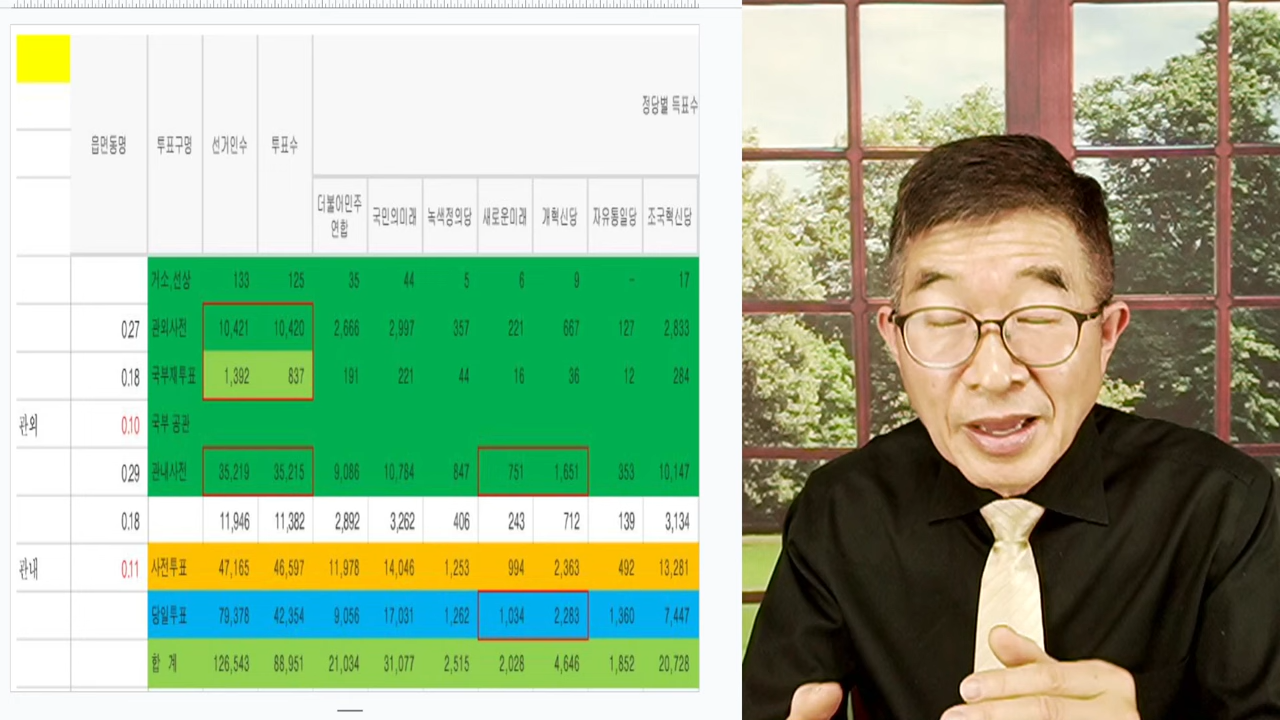 정당별 득표수
읍면동명 투표구명 선거인수 투표수
더불어민주연합 국민의미래 녹색정의당 새로운미래 개혁신당 자유통일당 조국혁신당
거소,선상 133 125 35 44 5 6 9 - 17
0.27 관외사전 10,421 10,420 2,666 2,997 357 221 667 127 2,833
0.18 국부재투표 1,392 837 191 221 44 16 36 12 284
관외 0.10 국부 공관
0.29 관내사전 35,219 35,215 9,086 10,784 847 751 1,651 353 10,147
0.18 11,946 11,382 2,892 3,262 406 243 712 139 3,134
관내 0.11 사전투표 47,165 46,597 11,978 14,046 1,253 994 2,363 492 13,281
당일투표 79,378 42,354 9,056 17,031 1,262 1,034 2,283 1,360 7,447
합 계 126,543 88,951 21,034 31,077 2,515 2,028 4,646 1,852 20,728